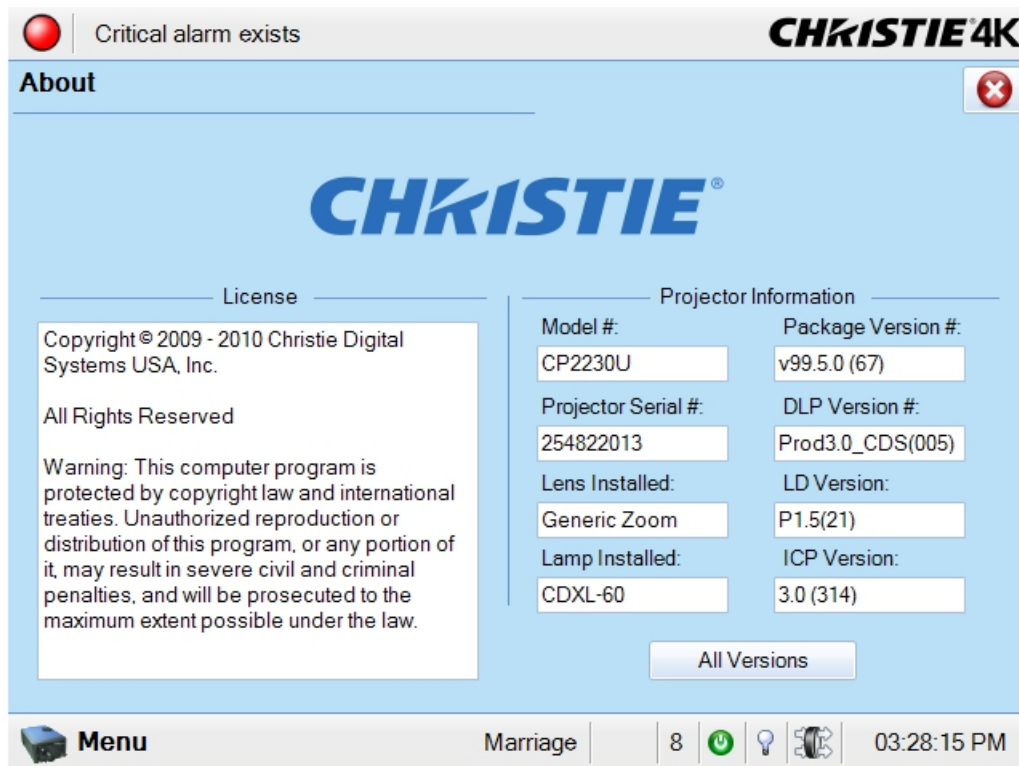 Critical alarm exists
CHRISTIE 4K
About
CHRISTIE®
License
Copyright © 2009 - 2010 Christie Digital
Systems USA, Inc.
All Rights Reserved
Warning: This computer program is
protected by copyright law and international
treaties. Unauthorized reproduction or
distribution of this program, or any portion of
it, may result in severe civil and criminal
penalties, and will be prosecuted to the
maximum extent possible under the law.
Projector Information
Model #:
CP2230U
Package Version #:
v99.5.0 (67)
Projector Serial #:
254822013
DLP Version #:
Prod3.0_CDS(005)
Lens Installed:
Generic Zoom
LD Version:
P1.5(21)
Lamp Installed:
CDXL-60
ICP Version:
3.0 (314)
All Versions
Menu
Marriage
8
03:28:15 PM